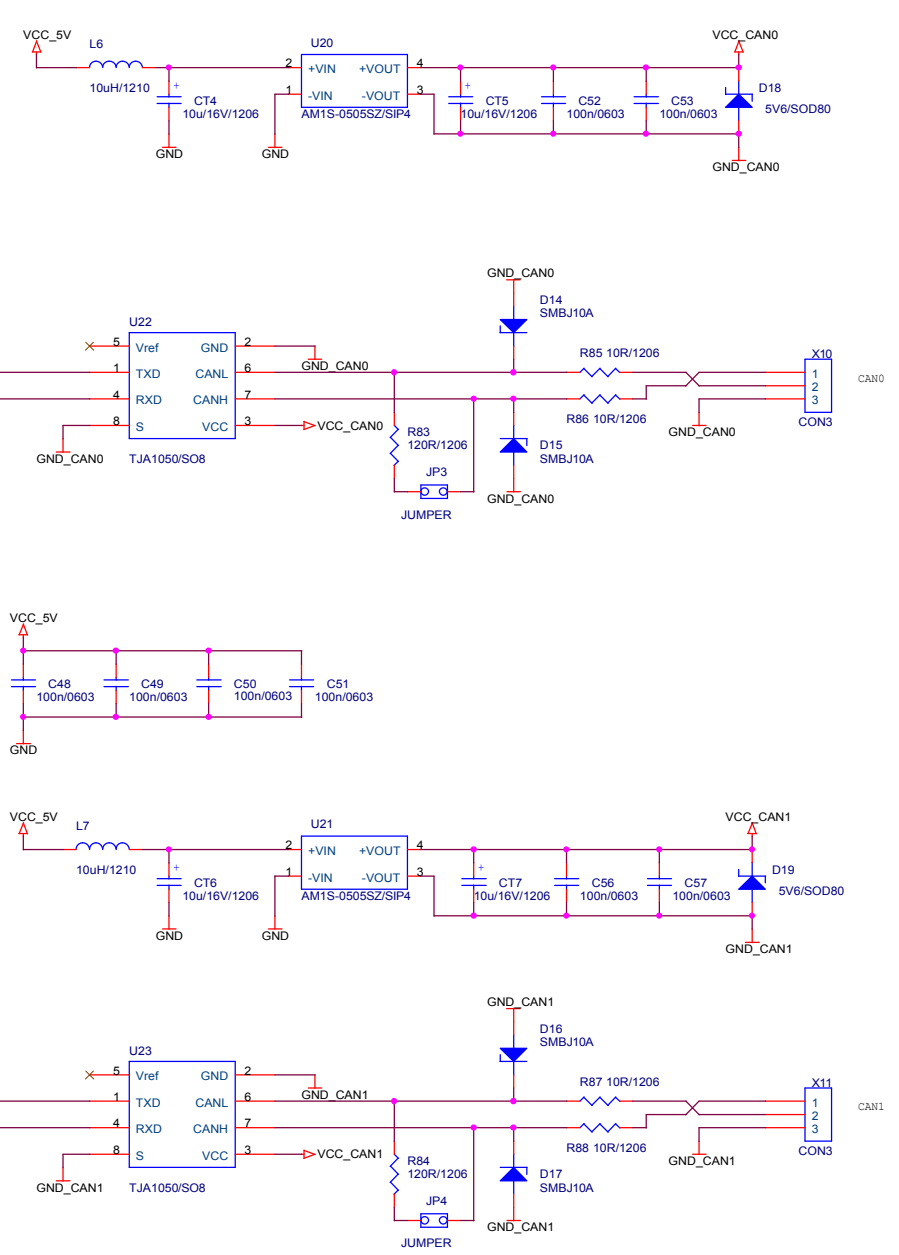 VCC_5V
L6
10uH/1210
+
CT4
10u/16V/1206
GND
GND
U20
2 +VIN +VOUT 4
1 -VIN -VOUT 3
AM1S-0505SZ/SIP4
+
CT5
10u/16V/1206
C52
100n/0603
C53
100n/0603
VCC_CAN0
D18
5V6/SOD80
GND_CAN0
GND_CAN0
D14
SMBJ10A
U22
5 Vref GND 2
1 TXD CANL 6
4 RXD CANH 7
8 S VCC 3
TJA1050/SO8
GND_CAN0
GND_CAN0
VCC_CAN0
R83
120R/1206
JP3
JUMPER
D15
SMBJ10A
GND_CAN0
R85 10R/1206
R86 10R/1206
GND_CAN0
X10
1
2
3
CON3
CAN0
VCC_5V
C48
100n/0603
C49
100n/0603
C50
100n/0603
C51
100n/0603
GND
VCC_5V
L7
10uH/1210
+
CT6
10u/16V/1206
GND
GND
U21
2 +VIN +VOUT 4
1 -VIN -VOUT 3
AM1S-0505SZ/SIP4
+
CT7
10u/16V/1206
C56
100n/0603
C57
100n/0603
VCC_CAN1
D19
5V6/SOD80
GND_CAN1
GND_CAN1
D16
SMBJ10A
U23
5 Vref GND 2
1 TXD CANL 6
4 RXD CANH 7
8 S VCC 3
TJA1050/SO8
GND_CAN1
GND_CAN1
VCC_CAN1
R84
120R/1206
JP4
JUMPER
D17
SMBJ10A
GND_CAN1
R87 10R/1206
R88 10R/1206
GND_CAN1
X11
1
2
3
CON3
CAN1